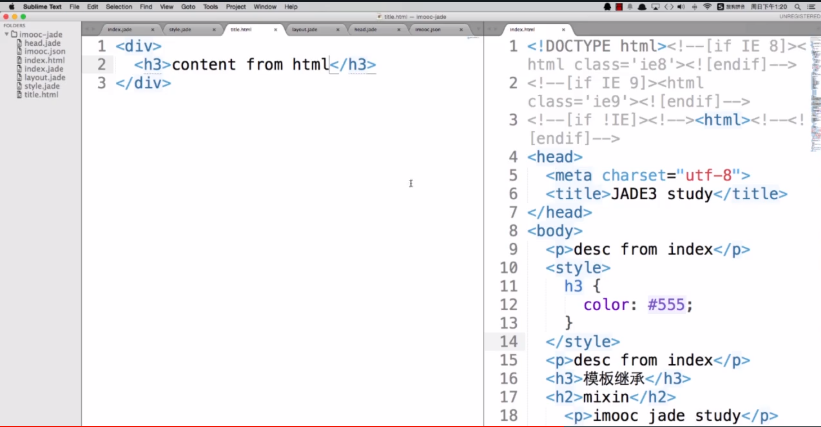 Sublime Text File Edit Selection Find View Goto Tools Project Window Help
周日下午1:20
title.html — imooc-jade
UNREGISTERED
FOLDERS
imooc-jade
head.jade
imooc.json
index.html
index.jade
layout.jade
style.jade
title.html
index.jade style.jade title.html layout.jade head.jade imooc.json
1 <div>
2 <h3>content from html</h3>
3 </div>
index.html
1 <!DOCTYPE html><!--[if IE 8]><
html class='ie8'><![endif]-->
2 <!--[if IE 9]><html
class='ie9'><![endif]-->
3 <!--[if !IE]><!--><html><!--<!
[endif]-->
4 <head>
5 <meta charset="utf-8">
6 <title>JADE3 study</title>
7 </head>
8 <body>
9 <p>desc from index</p>
10 <style>
11 h3 {
12 color: #555;
13 }
14 </style>
15 <p>desc from index</p>
16 <h3>模板继承</h3>
17 <h2>mixin</h2>
18 <p>imooc jade study</p>